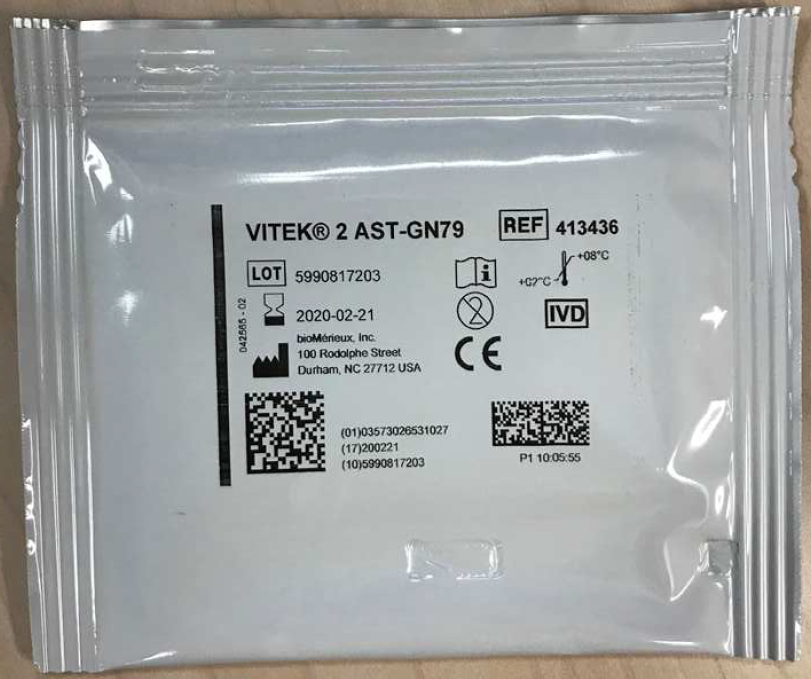 VITEK® 2 AST-GN79 REF 413436
LOT 5990817203
+08°C
+02°C
2020-02-21
IVD
042565 - 02
bioMérieux, Inc.
100 Rodolphe Street
Durham, NC 27712 USA
CE
(01)03573026531027
(17)200221
(10)5990817203
P1 10:05:55